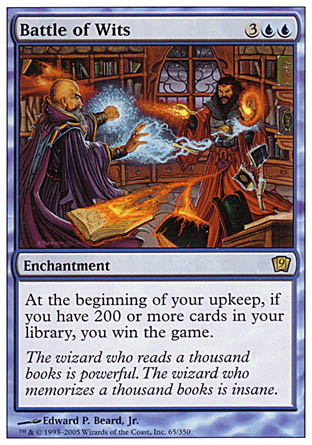 Battle of Wits 3
Enchantment 9
At the beginning of your upkeep, if
you have 200 or more cards in your
library, you win the game.
The wizard who reads a thousand
books is powerful. The wizard who
memorizes a thousand books is insane.
Edward P. Beard, Jr.
™ & © 1993–2005 Wizards of the Coast, Inc. 65/350